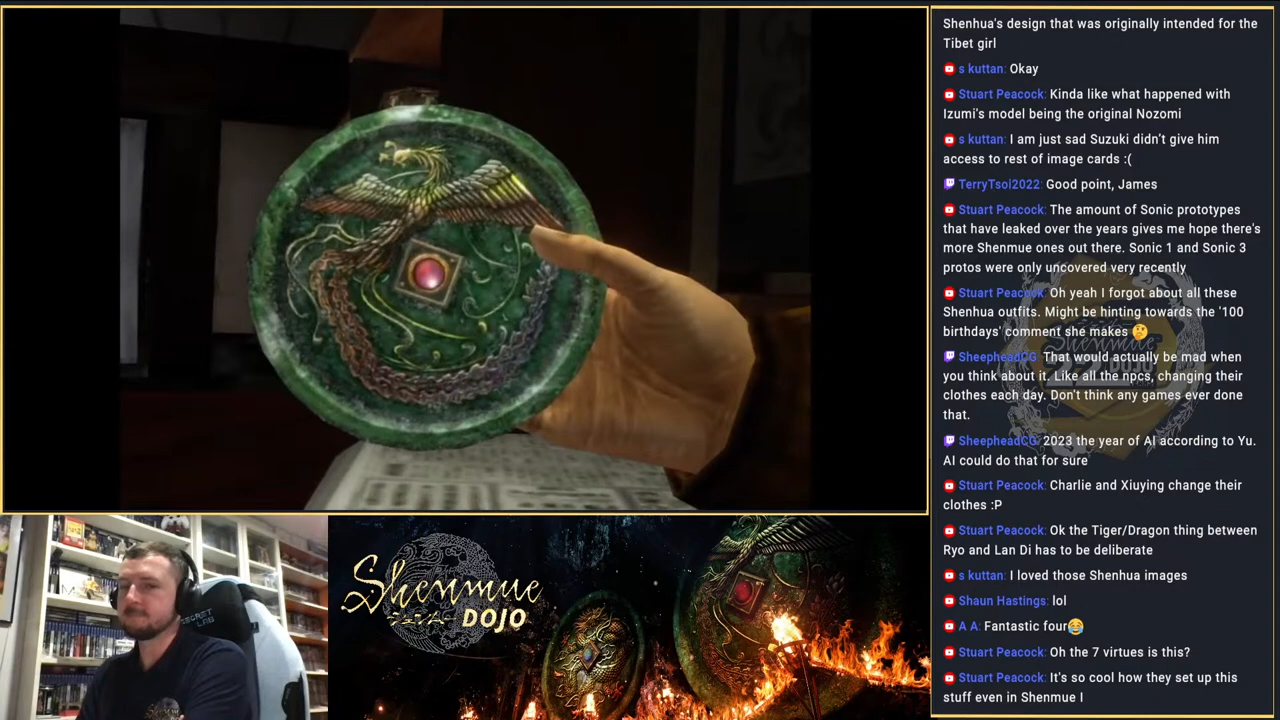 Shenhua's design that was originally intended for the
Tibet girl
s kuttan: Okay
Stuart Peacock: Kinda like what happened with
Izumi's model being the original Nozomi
s kuttan: I am just sad Suzuki didn't give him
access to rest of image cards :(
TerryTsoi2022: Good point, James
Stuart Peacock: The amount of Sonic prototypes
that have leaked over the years gives me hope there's
more Shenmue ones out there. Sonic 1 and Sonic 3
protos were only uncovered very recently
Stuart Peacock: Oh yeah I forgot about all these
Shenhua outfits. Might be hinting towards the '100
birthdays' comment she makes 🤔
SheepheadCG: That would actually be mad when
you think about it. Like all the npcs, changing their
clothes each day. Don't think any games ever done
that.
SheepheadCG: 2023 the year of AI according to Yu.
AI could do that for sure
Stuart Peacock: Charlie and Xiuying change their
clothes :P
Stuart Peacock: Ok the Tiger/Dragon thing between
Ryo and Lan Di has to be deliberate
s kuttan: I loved those Shenhua images
Shaun Hastings: lol
A A: Fantastic four😂
Stuart Peacock: Oh the 7 virtues is this?
Stuart Peacock: It's so cool how they set up this
stuff even in Shenmue I
SECRET
LAB
Shenmue
DOJO